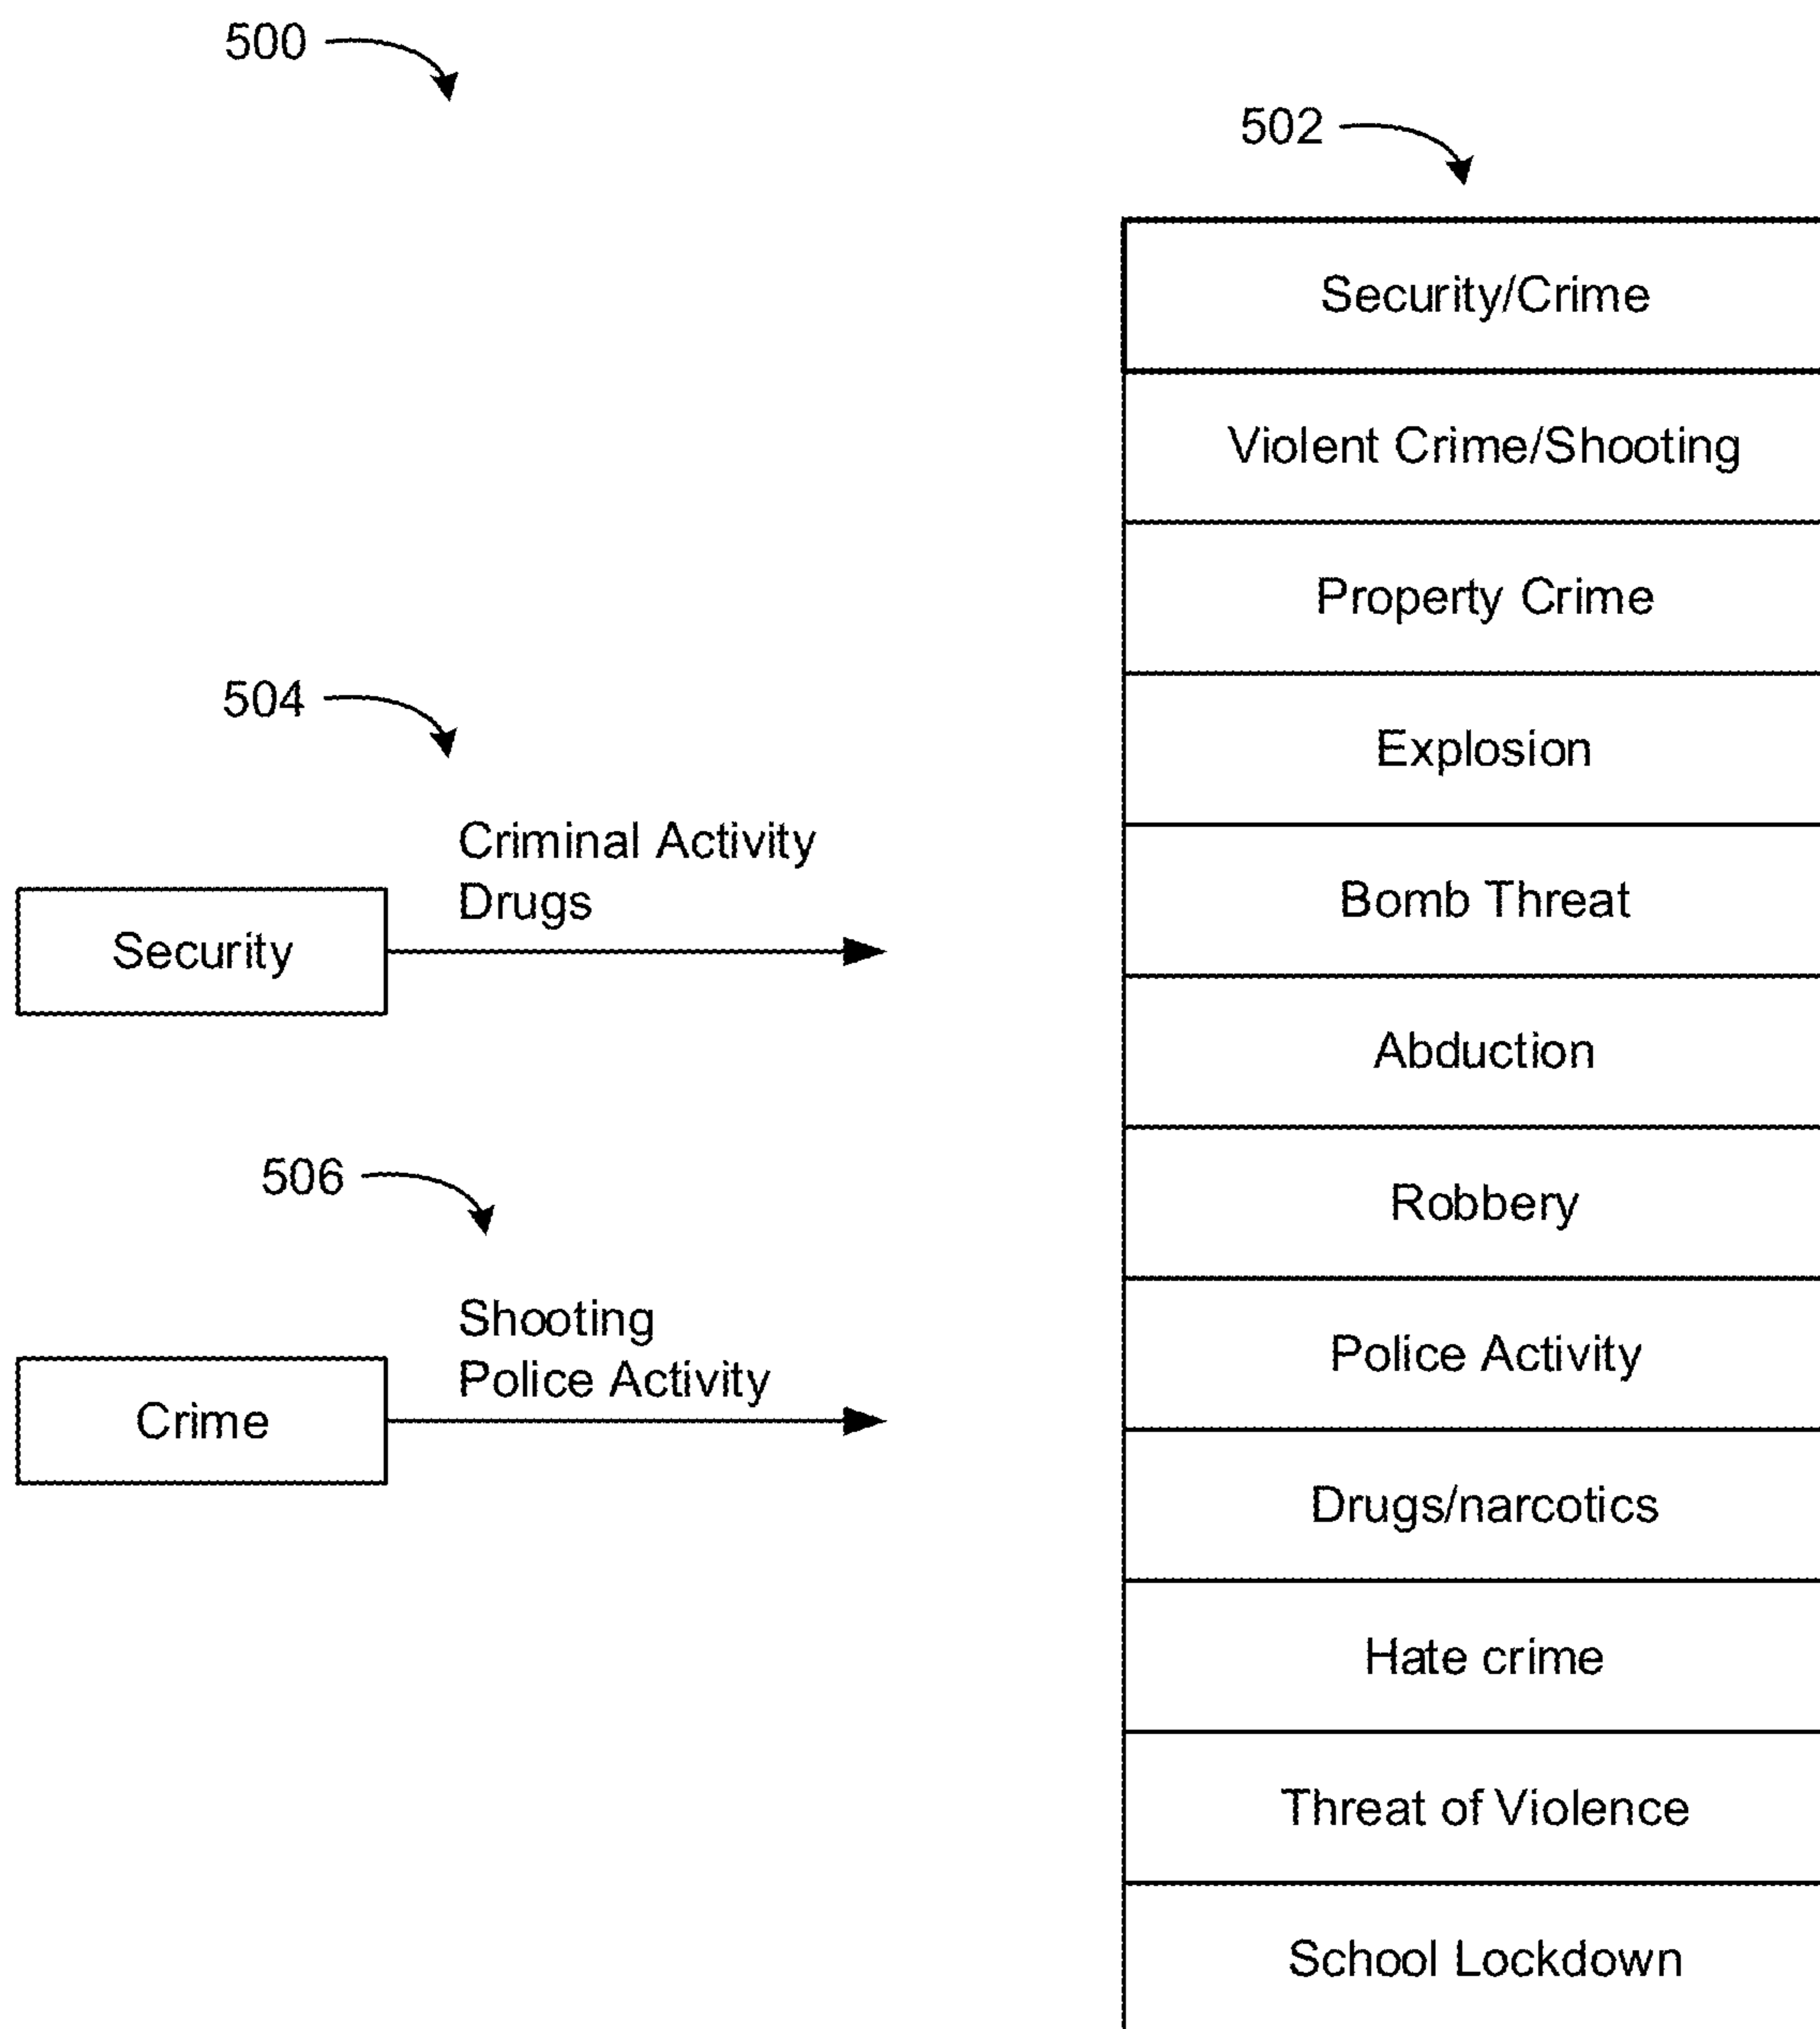 500
502
Security/Crime
Violent Crime/Shooting
Property Crime
Explosion
Bomb Threat
Abduction
Robbery
Police Activity
Drugs/narcotics
Hate crime
Threat of Violence
School Lockdown
504
Criminal Activity
Drugs
Security
506
Shooting
Police Activity
Crime